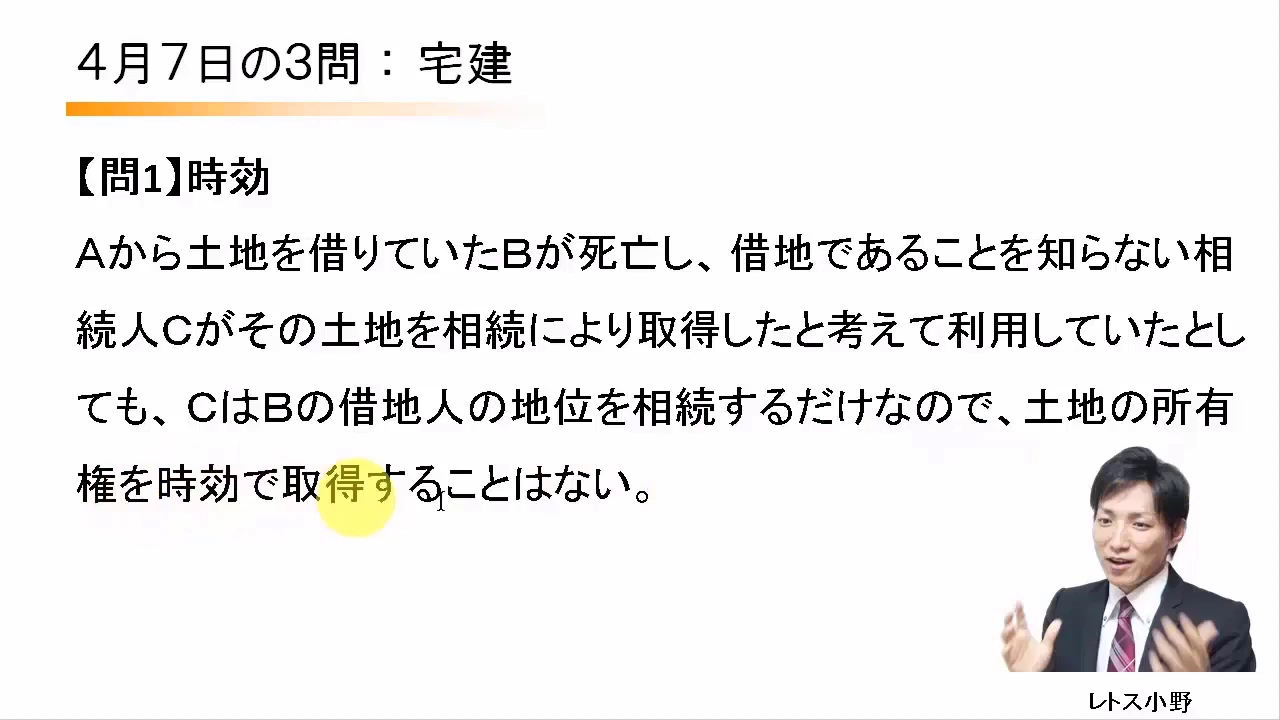 ４月７日の３問：宅建
【問1】時効
Ａから土地を借りていたＢが死亡し、借地であることを知らない相
続人Ｃがその土地を相続により取得したと考えて利用していたとし
ても、ＣはＢの借地人の地位を相続するだけなので、土地の所有
権を時効で取得することはない。
レトス小野